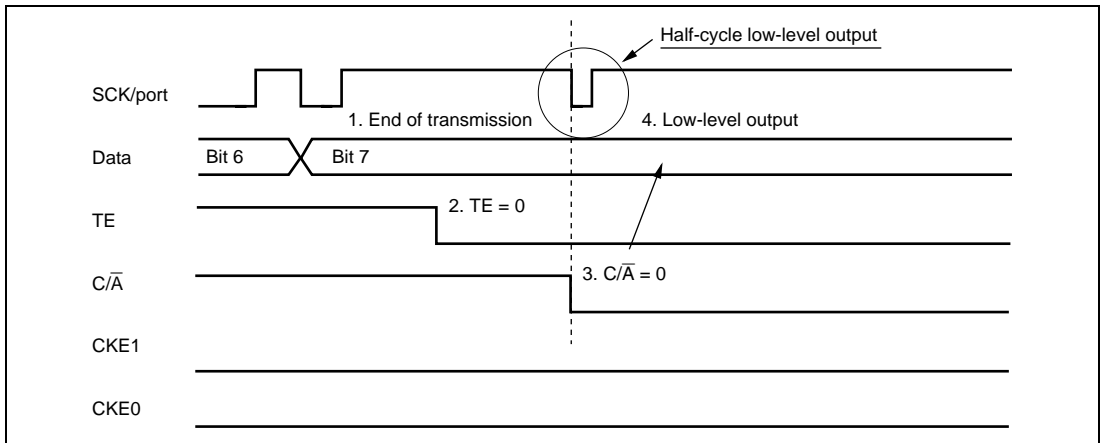 Half-cycle low-level output
SCK/port
1. End of transmission
4. Low-level output
Data
Bit 6
Bit 7
TE
2. TE = 0
C/A̅
3. C/A̅ = 0
CKE1
CKE0